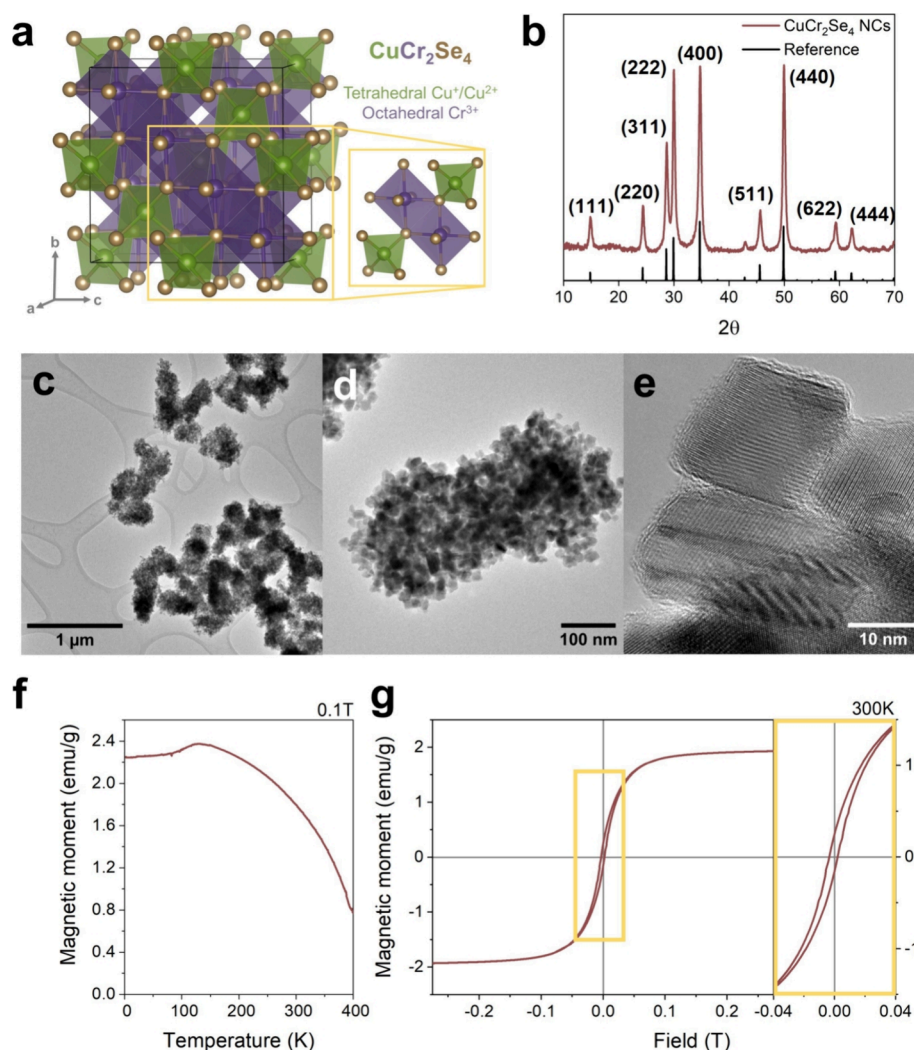 a
CuCr₂Se₄
Tetrahedral Cu⁺/Cu²⁺
Octahedral Cr³⁺
b
a
c
b
CuCr₂Se₄ NCs
Reference
(111)
(220)
(311)
(222)
(400)
(511)
(440)
(622)
(444)
10 20 30 40 50 60 70
2θ
c
1 µm
d
100 nm
e
10 nm
f
0.1T
Magnetic moment (emu/g)
2.4
2.0
1.6
1.2
0.8
0.4
0.0
0 100 200 300 400
Temperature (K)
g
300K
Magnetic moment (emu/g)
2
1
0
-1
-2
-0.2 -0.1 0.0 0.1 0.2
Field (T)
1
0
-1
-0.04 0.00 0.04